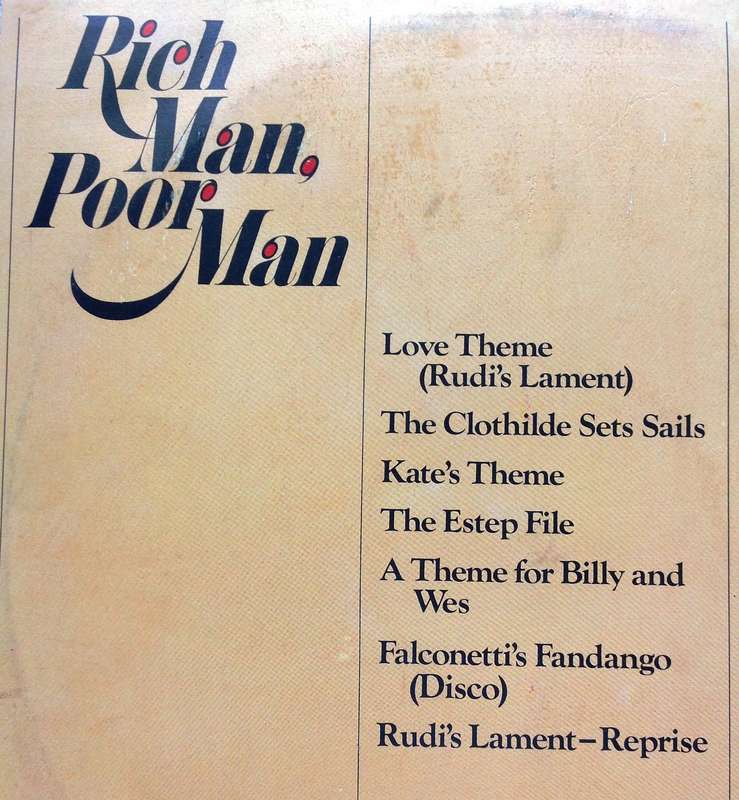 Rich
Man,
Poor
Man
Love Theme
(Rudi's Lament)
The Clothilde Sets Sails
Kate's Theme
The Estep File
A Theme for Billy and
Wes
Falconetti's Fandango
(Disco)
Rudi's Lament–Reprise